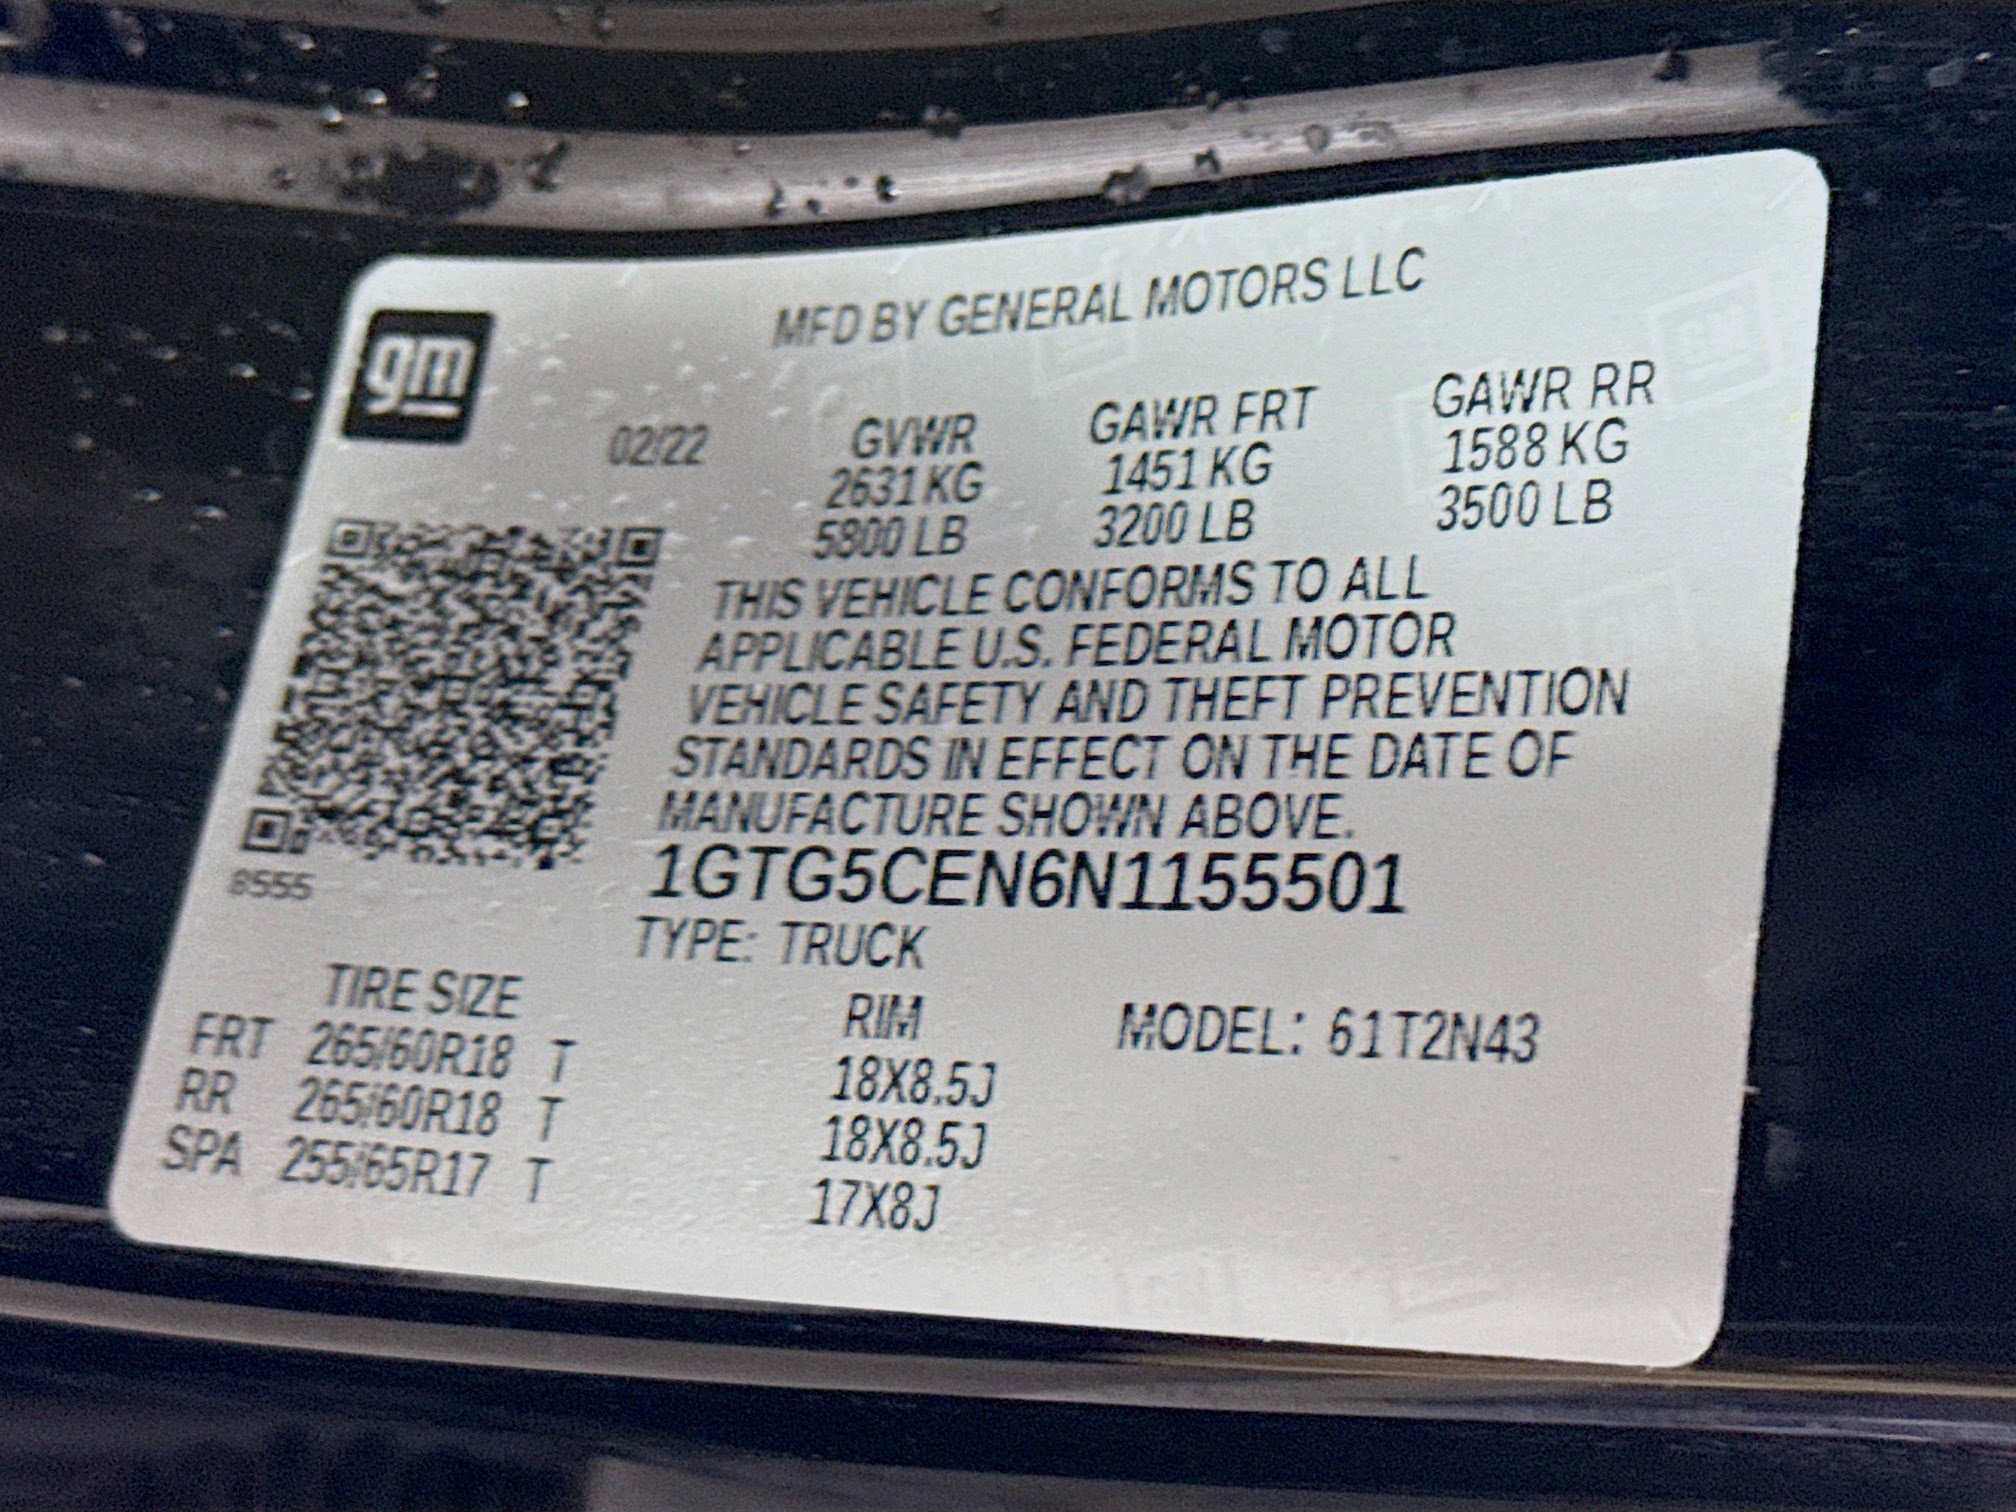 gm
MFD BY GENERAL MOTORS LLC
02/22 GVWR GAWR FRT GAWR RR
2631 KG 1451 KG 1588 KG
5800 LB 3200 LB 3500 LB
THIS VEHICLE CONFORMS TO ALL
APPLICABLE U.S. FEDERAL MOTOR
VEHICLE SAFETY AND THEFT PREVENTION
STANDARDS IN EFFECT ON THE DATE OF
MANUFACTURE SHOWN ABOVE.
8555
1GTG5CEN6N1155501
TYPE: TRUCK
TIRE SIZE RIM MODEL: 61T2N43
FRT 265/60R18 T 18X8.5J
RR 265/60R18 T 18X8.5J
SPA 255/65R17 T 17X8J